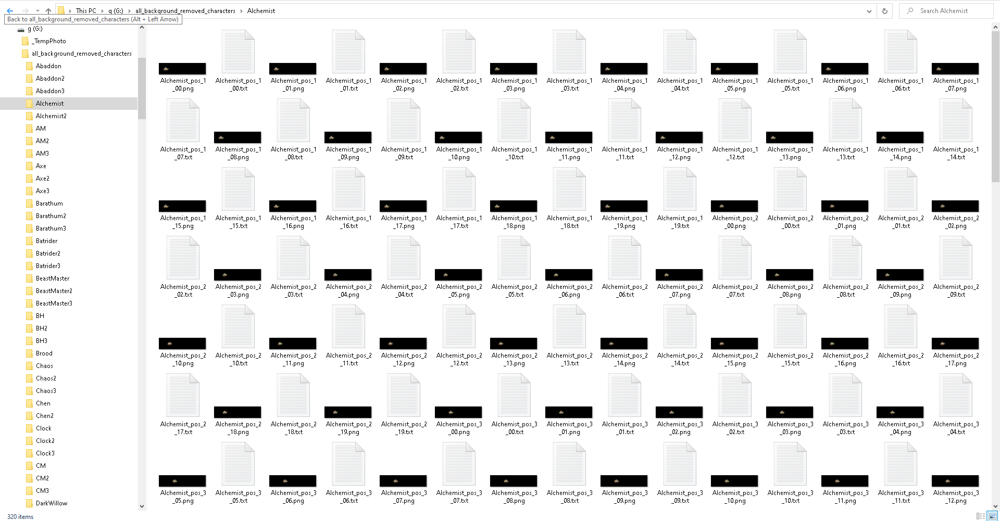 This PC > g (G:) > all_background_removed_characters > Alchemist
Search Alchemist
Back to all_background_removed_characters (Alt + Left Arrow)
g (G:)
_TempPhoto
all_background_removed_characters
Abaddon
Abaddon2
Abaddon3
Alchemist
Alchemist2
AM
AM2
AM3
Axe
Axe2
Axe3
Barathum
Barathum2
Barathum3
Batrider
Batrider2
Batrider3
BeastMaster
BeastMaster2
BeastMaster3
BH
BH2
BH3
Brood
Chaos
Chaos2
Chaos3
Chen
Chen2
Clock
Clock2
Clock3
CM
CM2
CM3
DarkWillow
Alchemist_pos_1_00.png
Alchemist_pos_1_00.txt
Alchemist_pos_1_01.png
Alchemist_pos_1_01.txt
Alchemist_pos_1_02.png
Alchemist_pos_1_02.txt
Alchemist_pos_1_03.png
Alchemist_pos_1_03.txt
Alchemist_pos_1_04.png
Alchemist_pos_1_04.txt
Alchemist_pos_1_05.png
Alchemist_pos_1_05.txt
Alchemist_pos_1_06.png
Alchemist_pos_1_06.txt
Alchemist_pos_1_07.png
Alchemist_pos_1_07.txt
Alchemist_pos_1_08.png
Alchemist_pos_1_08.txt
Alchemist_pos_1_09.png
Alchemist_pos_1_09.txt
Alchemist_pos_1_10.png
Alchemist_pos_1_10.txt
Alchemist_pos_1_11.png
Alchemist_pos_1_11.txt
Alchemist_pos_1_12.png
Alchemist_pos_1_12.txt
Alchemist_pos_1_13.png
Alchemist_pos_1_13.txt
Alchemist_pos_1_14.png
Alchemist_pos_1_14.txt
Alchemist_pos_1_15.png
Alchemist_pos_1_15.txt
Alchemist_pos_1_16.png
Alchemist_pos_1_16.txt
Alchemist_pos_1_17.png
Alchemist_pos_1_17.txt
Alchemist_pos_1_18.png
Alchemist_pos_1_18.txt
Alchemist_pos_1_19.png
Alchemist_pos_1_19.txt
Alchemist_pos_2_00.png
Alchemist_pos_2_00.txt
Alchemist_pos_2_01.png
Alchemist_pos_2_01.txt
Alchemist_pos_2_02.png
Alchemist_pos_2_02.txt
Alchemist_pos_2_03.png
Alchemist_pos_2_03.txt
Alchemist_pos_2_04.png
Alchemist_pos_2_04.txt
Alchemist_pos_2_05.png
Alchemist_pos_2_05.txt
Alchemist_pos_2_06.png
Alchemist_pos_2_06.txt
Alchemist_pos_2_07.png
Alchemist_pos_2_07.txt
Alchemist_pos_2_08.png
Alchemist_pos_2_08.txt
Alchemist_pos_2_09.png
Alchemist_pos_2_09.txt
Alchemist_pos_2_10.png
Alchemist_pos_2_10.txt
Alchemist_pos_2_11.png
Alchemist_pos_2_11.txt
Alchemist_pos_2_12.png
Alchemist_pos_2_12.txt
Alchemist_pos_2_13.png
Alchemist_pos_2_13.txt
Alchemist_pos_2_14.png
Alchemist_pos_2_14.txt
Alchemist_pos_2_15.png
Alchemist_pos_2_15.txt
Alchemist_pos_2_16.png
Alchemist_pos_2_16.txt
Alchemist_pos_2_17.png
Alchemist_pos_2_17.txt
Alchemist_pos_2_18.png
Alchemist_pos_2_18.txt
Alchemist_pos_2_19.png
Alchemist_pos_2_19.txt
Alchemist_pos_3_00.png
Alchemist_pos_3_00.txt
Alchemist_pos_3_01.png
Alchemist_pos_3_01.txt
Alchemist_pos_3_02.png
Alchemist_pos_3_02.txt
Alchemist_pos_3_03.png
Alchemist_pos_3_03.txt
Alchemist_pos_3_04.png
Alchemist_pos_3_04.txt
Alchemist_pos_3_05.png
Alchemist_pos_3_05.txt
Alchemist_pos_3_06.png
Alchemist_pos_3_06.txt
Alchemist_pos_3_07.png
Alchemist_pos_3_07.txt
Alchemist_pos_3_08.png
Alchemist_pos_3_08.txt
Alchemist_pos_3_09.png
Alchemist_pos_3_09.txt
Alchemist_pos_3_10.png
Alchemist_pos_3_10.txt
Alchemist_pos_3_11.png
Alchemist_pos_3_11.txt
Alchemist_pos_3_12.png
320 items